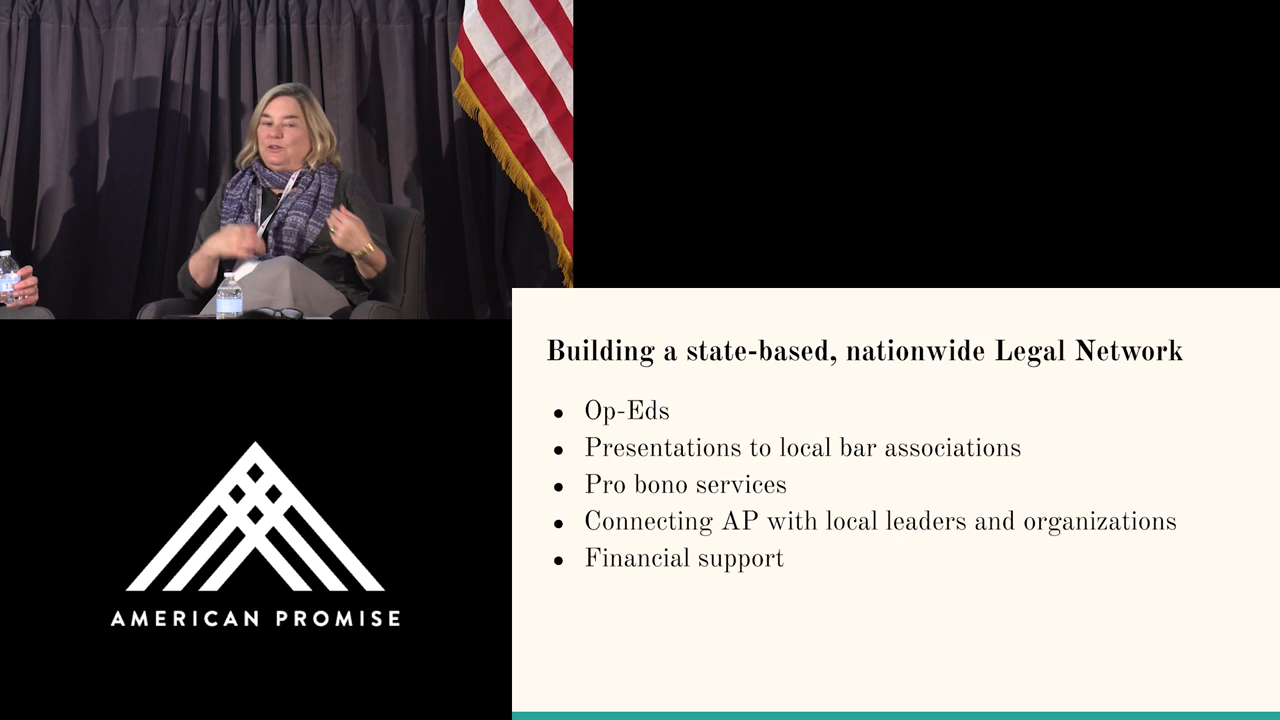 Building a state-based, nationwide Legal Network
● Op-Eds
● Presentations to local bar associations
● Pro bono services
● Connecting AP with local leaders and organizations
● Financial support
AMERICAN PROMISE